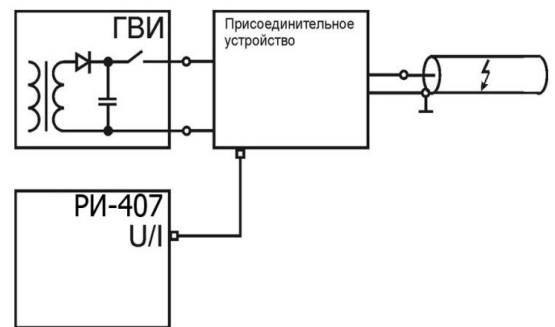 ГВИ
Присоединительное
устройство
РИ-407
U/I